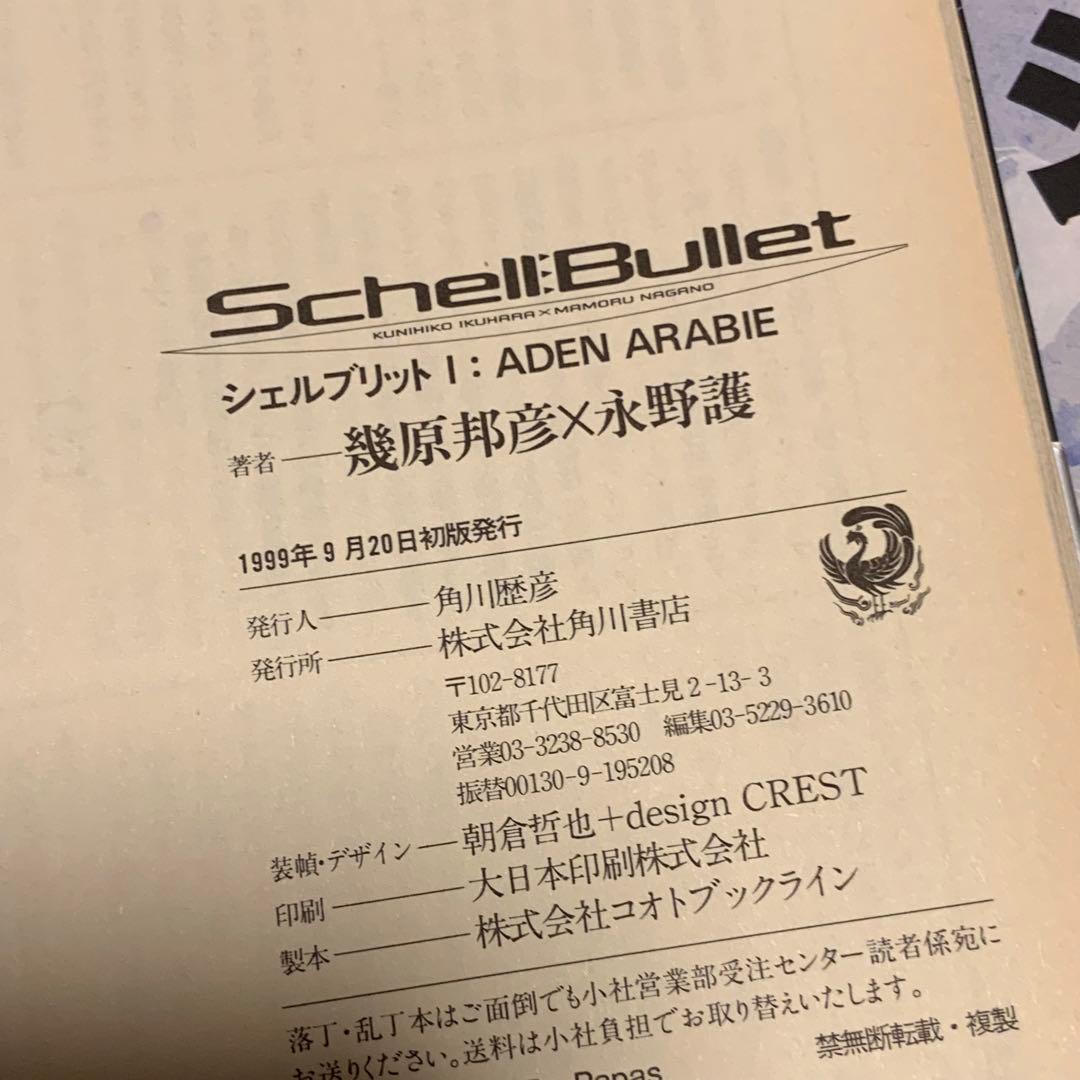 Schell:Bullet
KUNIHIKO IKUHARA×MAMORU NAGANO
シェルブリット I：ADEN ARABIE
著者――幾原邦彦×永野護
1999年9月20日初版発行
発行人――角川歴彦
発行所――株式会社角川書店
〒102-8177
東京都千代田区富士見2-13-3
営業03-3238-8530　編集03-5229-3610
振替00130-9-195208
装幀・デザイン――朝倉哲也+design CREST
印刷――大日本印刷株式会社
製本――株式会社コオトブックライン
落丁・乱丁本はご面倒でも小社営業部受注センター読者係宛に
お送りください。送料は小社負担でお取り替えいたします。
禁無断転載・複製
Papas